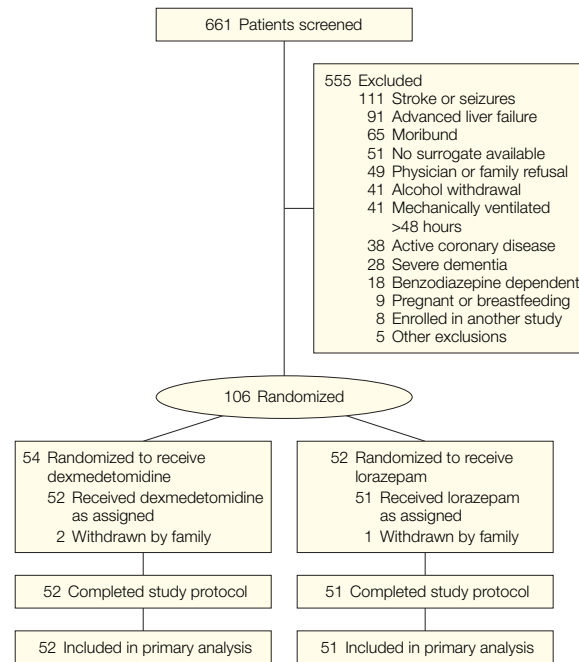 661 Patients screened
555 Excluded
111 Stroke or seizures
91 Advanced liver failure
65 Moribund
51 No surrogate available
49 Physician or family refusal
41 Alcohol withdrawal
41 Mechanically ventilated
>48 hours
38 Active coronary disease
28 Severe dementia
18 Benzodiazepine dependent
9 Pregnant or breastfeeding
8 Enrolled in another study
5 Other exclusions
106 Randomized
54 Randomized to receive
dexmedetomidine
52 Received dexmedetomidine
as assigned
2 Withdrawn by family
52 Randomized to receive
lorazepam
51 Received lorazepam
as assigned
1 Withdrawn by family
52 Completed study protocol
51 Completed study protocol
52 Included in primary analysis
51 Included in primary analysis